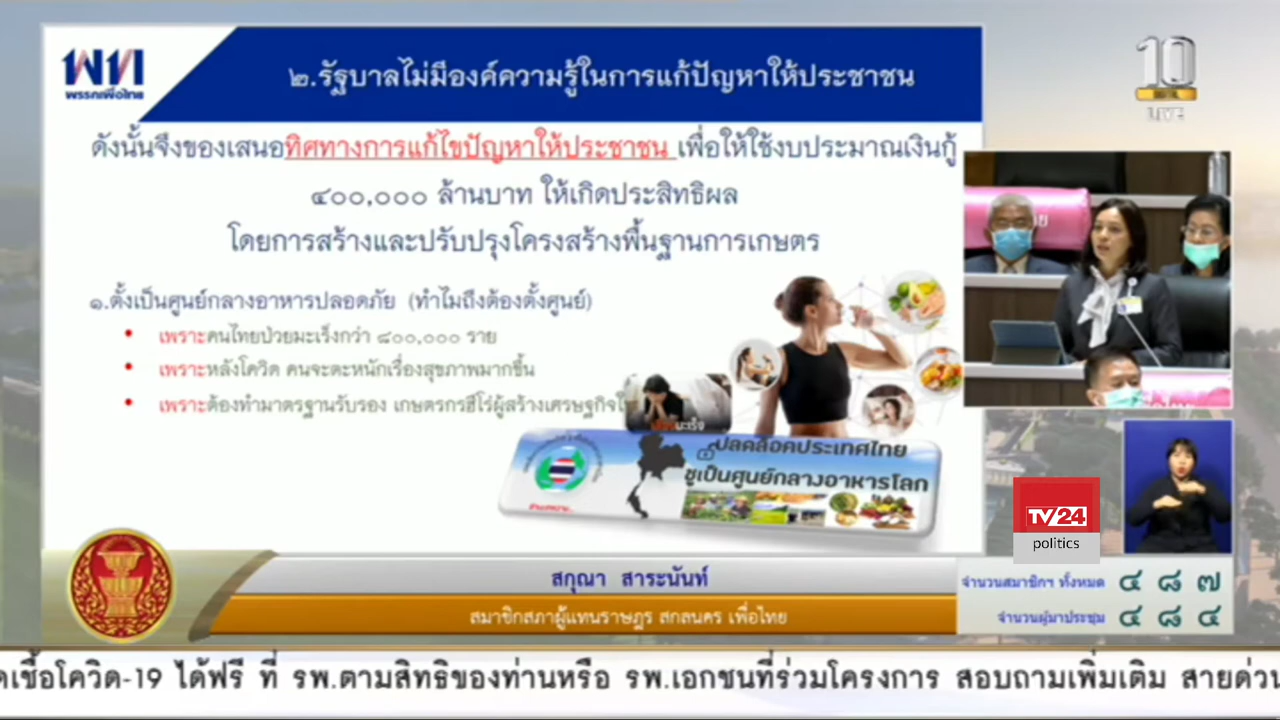 พท
พรรคเพื่อไทย
๒.รัฐบาลไม่มีองค์ความรู้ในการแก้ปัญหาให้ประชาชน
10
LIVE
ดังนั้นจึงของเสนอทิศทางการแก้ไขปัญหาให้ประชาชน เพื่อให้ใช้งบประมาณเงินกู้
๔๐๐,๐๐๐ ล้านบาท ให้เกิดประสิทธิผล
โดยการสร้างและปรับปรุงโครงสร้างพื้นฐานการเกษตร
๑.ตั้งเป็นศูนย์กลางอาหารปลอดภัย (ทำไมถึงต้องตั้งศูนย์)
• เพราะคนไทยป่วยมะเร็งกว่า ๘๐๐,๐๐๐ ราย
• เพราะหลังโควิด คนจะตะหนักเรื่องสุขภาพมากขึ้น
• เพราะต้องทำมาตรฐานรับรอง เกษตรกรฮีโร่ผู้สร้างเศรษฐกิจ
ปลดล็อคประเทศไทย
ชูเป็นศูนย์กลางอาหารโลก
TV/24
politics
สกุณา สาระนันท์
สมาชิกสภาผู้แทนราษฎร สกลนคร เพื่อไทย
จำนวนสมาชิกฯ ทั้งหมด ๔ ๘ ๗
จำนวนผู้มาประชุม ๔ ๘ ๔
เชื้อโควิด-19 ได้ฟรี ที่ รพ.ตามสิทธิของท่านหรือ รพ.เอกชนที่ร่วมโครงการ สอบถามเพิ่มเติม สายด่วน